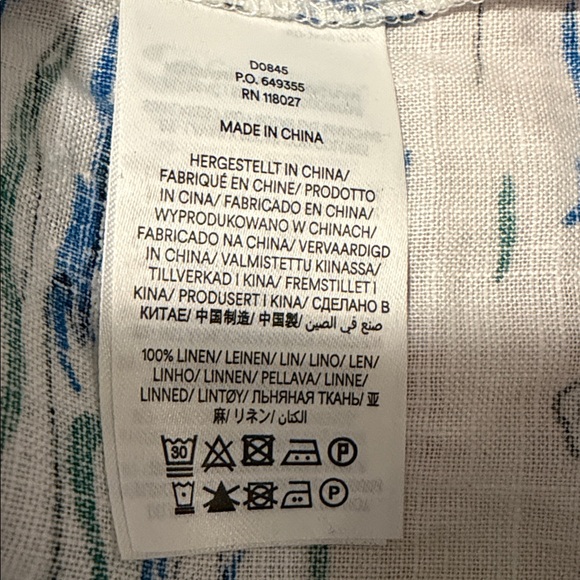 D0845
P.O. 649355
RN 118027
MADE IN CHINA
HERGESTELLT IN CHINA/
FABRIQUÉ EN CHINE/ PRODOTTO
IN CINA/ FABRICADO EN CHINA/
WYPRODUKOWANO W CHINACH/
FABRICADO NA CHINA/ VERVAARDIGD
IN CHINA/ VALMISTETTU KIINASSA/
TILLVERKAD I KINA/ FREMSTILLET I
KINA/ PRODUSERT I KINA/ СДЕЛАНО В
КИТАЕ/ 中国制造/ 中国製/ صنع في الصين/
100% LINEN/ LEINEN/ LIN/ LINO/ LEN/
LINHO/ LINNEN/ PELLAVA/ LINNE/
LINNED/ LINTØY/ ЛЬНЯНАЯ ТКАНЬ/ 亚
麻/ リネン/ الكتان/
30 P
P